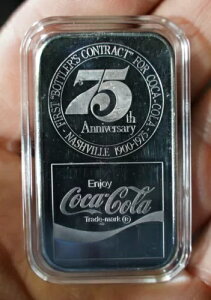 FIRST "BOTTLER'S CONTRACT" FOR COCA-COLA
75th
Anniversary
- NASHVILLE 1900-1975 -
Enjoy
Coca-Cola
Trade-mark (R)